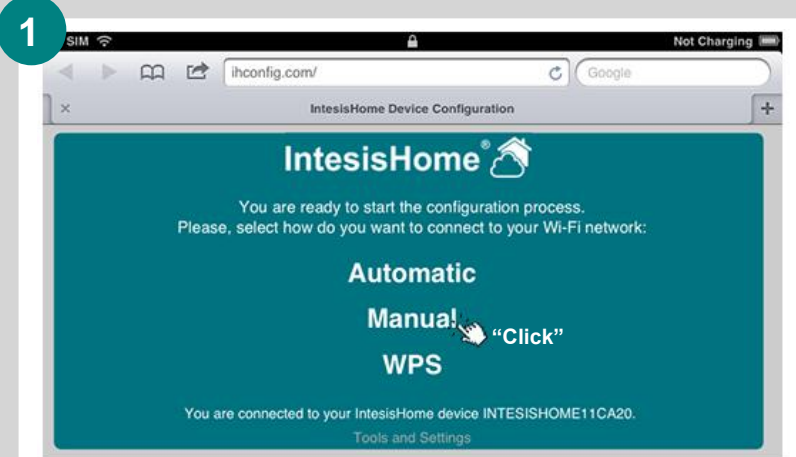 1
SIM
Not Charging
ihconfig.com/
Google
IntesisHome Device Configuration
IntesisHome®
You are ready to start the configuration process.
Please, select how do you want to connect to your Wi-Fi network:
Automatic
Manual
“Click”
WPS
You are connected to your IntesisHome device INTESISHOME11CA20.
Tools and Settings